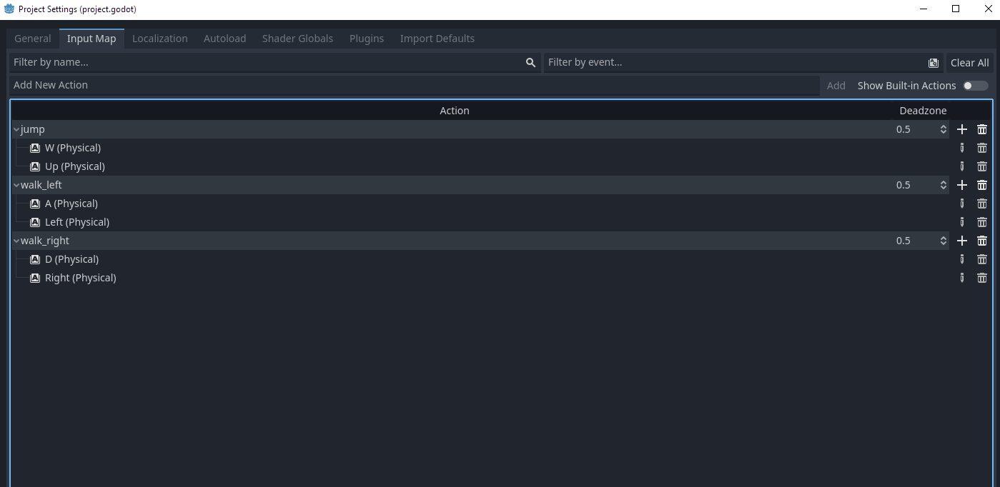 Project Settings (project.godot)
General Input Map Localization Autoload Shader Globals Plugins Import Defaults
Filter by name... Filter by event... Clear All
Add New Action Add Show Built-in Actions
Action Deadzone
jump 0.5
W (Physical)
Up (Physical)
walk_left 0.5
A (Physical)
Left (Physical)
walk_right 0.5
D (Physical)
Right (Physical)